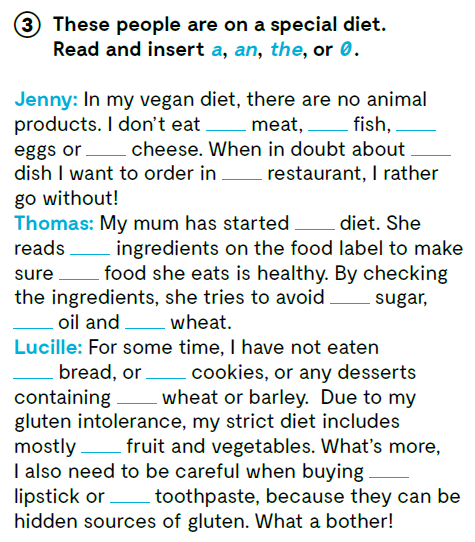 3 These people are on a special diet.
Read and insert a, an, the, or Ø.
Jenny: In my vegan diet, there are no animal
products. I don't eat ____ meat, ____ fish, ____
eggs or ____ cheese. When in doubt about ____
dish I want to order in ____ restaurant, I rather
go without!
Thomas: My mum has started ____ diet. She
reads ____ ingredients on the food label to make
sure ____ food she eats is healthy. By checking
the ingredients, she tries to avoid ____ sugar,
____ oil and ____ wheat.
Lucille: For some time, I have not eaten
____ bread, or ____ cookies, or any desserts
containing ____ wheat or barley. Due to my
gluten intolerance, my strict diet includes
mostly ____ fruit and vegetables. What's more,
I also need to be careful when buying ____
lipstick or ____ toothpaste, because they can be
hidden sources of gluten. What a bother!